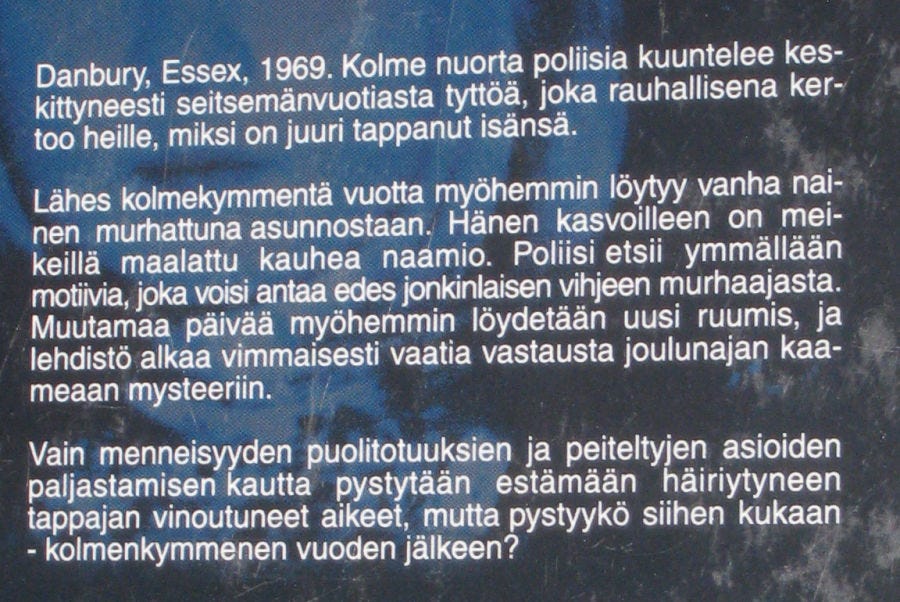 Danbury, Essex, 1969. Kolme nuorta poliisia kuuntelee kes-
kittyneesti seitsemänvuotiasta tyttöä, joka rauhallisena ker-
too heille, miksi on juuri tappanut isänsä.
Lähes kolmekymmentä vuotta myöhemmin löytyy vanha nai-
nen murhattuna asunnostaan. Hänen kasvoilleen on mei-
keillä maalattu kauhea naamio. Poliisi etsii ymmällään
motiivia, joka voisi antaa edes jonkinlaisen vihjeen murhaajasta.
Muutamaa päivää myöhemmin löydetään uusi ruumis, ja
lehdistö alkaa vimmaisesti vaatia vastausta joulunajan kaa-
meaan mysteeriin.
Vain menneisyyden puolitotuuksien ja peiteltyjen asioiden
paljastamisen kautta pystytään estämään häiriytyneen
tappajan vinoutuneet aikeet, mutta pystyykö siihen kukaan
- kolmenkymmenen vuoden jälkeen?